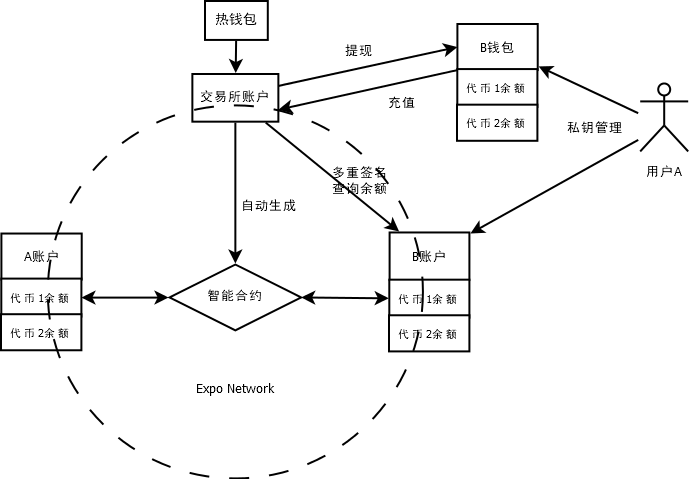 热钱包
提现
B钱包
交易所账户
代币1余额
充值
代币2余额
私钥管理
用户A
多重签名
查询余额
自动生成
A账户
B账户
智能合约
代币1余额
代币1余额
代币2余额
代币2余额
Expo Network